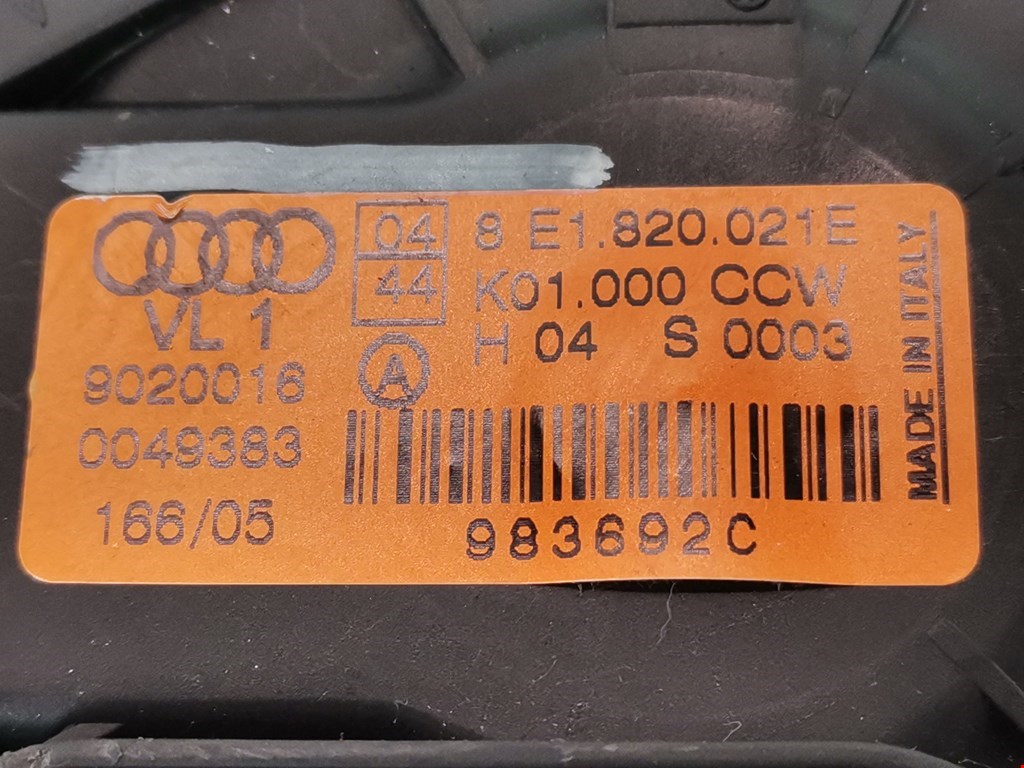 VL 1
9020016
0049383
166/05
04
44
A
8 E1.820.021E
K01.000 CCW
H 04 S 0003
983692C
MADE IN ITALY